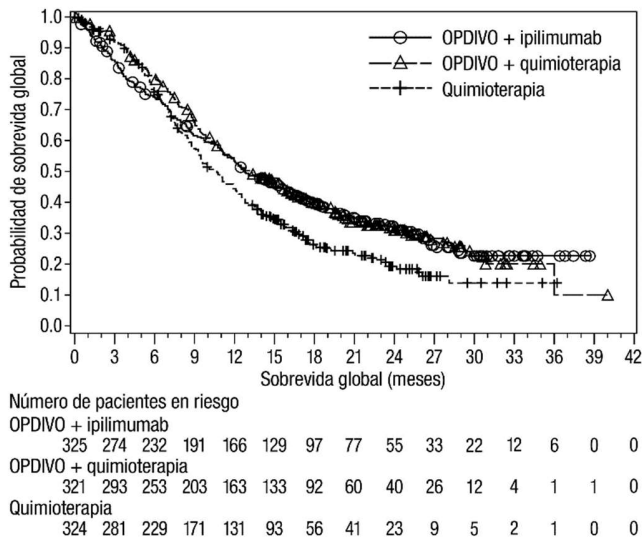 Probabilidad de sobrevida global
1.0
0.9
0.8
0.7
0.6
0.5
0.4
0.3
0.2
0.1
0.0
OPDIVO + ipilimumab
OPDIVO + quimioterapia
Quimioterapia
0 3 6 9 12 15 18 21 24 27 30 33 36 39 42
Sobrevida global (meses)
Número de pacientes en riesgo
OPDIVO + ipilimumab
325 274 232 191 166 129 97 77 55 33 22 12 6 0 0
OPDIVO + quimioterapia
321 293 253 203 163 133 92 60 40 26 12 4 1 1 0
Quimioterapia
324 281 229 171 131 93 56 41 23 9 5 2 1 0 0